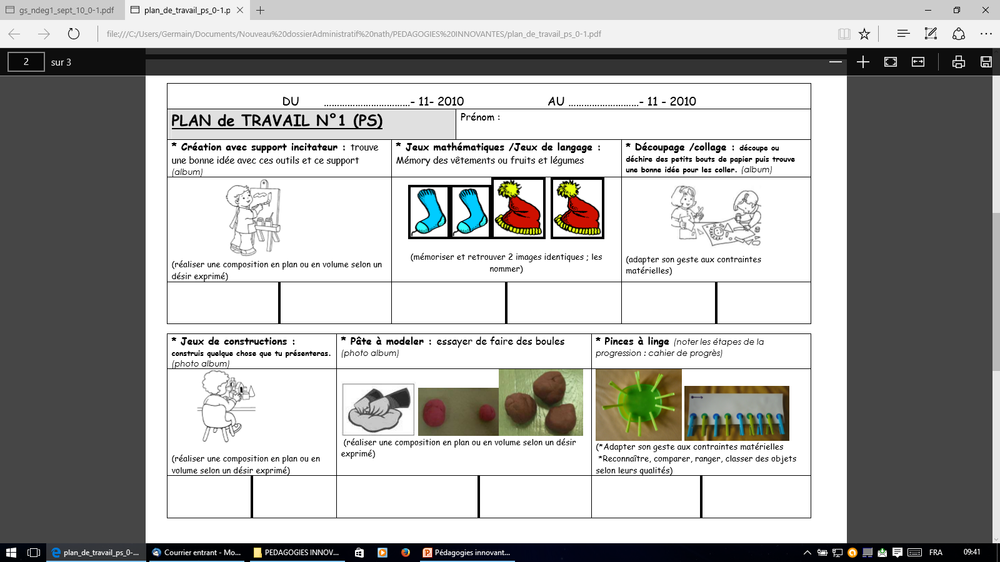 gs_ndeg1_sept_10_0-1.pdf
plan_de_travail_ps_0-1.p
file:///C:/Users/Germain/Documents/Nouveau%20dossierAdministratif%20nath/PEDAGOGIES%20INNOVANTES/plan_de_travail_ps_0-1.pdf
2 sur 3
DU ……………………………- 11- 2010 AU ………………………- 11 - 2010
PLAN de TRAVAIL N°1 (PS)
Prénom :
* Création avec support incitateur : trouve
une bonne idée avec ces outils et ce support
(album)
* Jeux mathématiques /Jeux de langage :
Mémory des vêtements ou fruits et légumes
* Découpage /collage : découpe ou
déchire des petits bouts de papier puis trouve
une bonne idée pour les coller. (album)
(réaliser une composition en plan ou en volume selon un
désir exprimé)
(mémoriser et retrouver 2 images identiques ; les
nommer)
(adapter son geste aux contraintes
matérielles)
* Jeux de constructions :
construis quelque chose que tu présenteras.
(photo album)
* Pâte à modeler : essayer de faire des boules
(photo album)
* Pinces à linge (noter les étapes de la
progression : cahier de progrès)
(réaliser une composition en plan ou en
volume selon un désir exprimé)
(réaliser une composition en plan ou en volume selon un désir
exprimé)
(*Adapter son geste aux contraintes matérielles
*Reconnaître, comparer, ranger, classer des objets
selon leurs qualités)
plan_de_travail_ps_0-...
Courrier entrant - Mo...
PEDAGOGIES INNOV...
Pédagogies innovant...
FRA
09:41